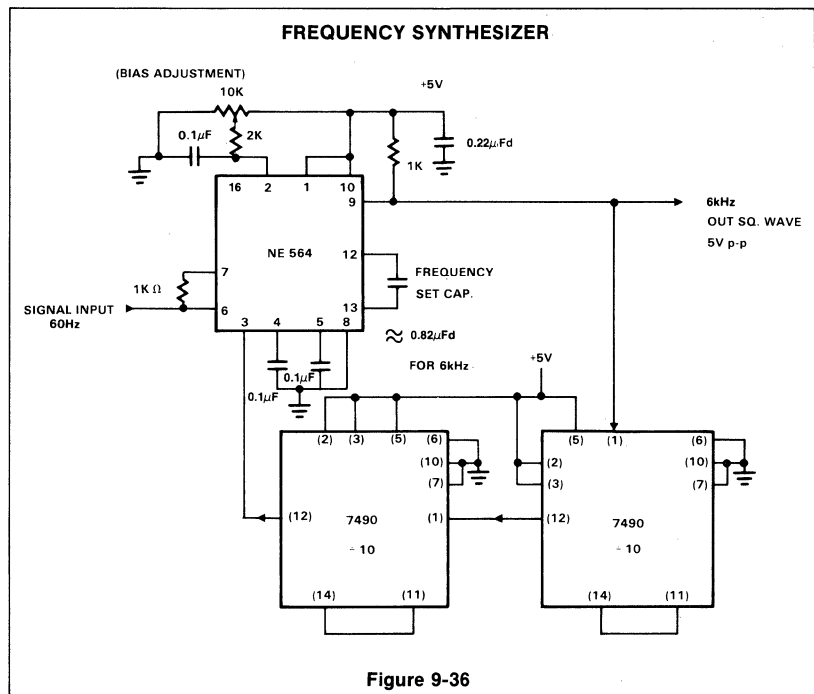 FREQUENCY SYNTHESIZER
(BIAS ADJUSTMENT)
10K
+5V
0.1μF
2K
0.22μFd
1K
16 2 1 10
9
6kHz
OUT SQ. WAVE
5V p-p
NE 564
12
7
FREQUENCY
SET CAP.
1K Ω
SIGNAL INPUT
60Hz
6
13
3 4 5 8
≈ 0.82μFd
FOR 6kHz
0.1μF
0.1μF
+5V
(2) (3) (5) (6)
(10)
(7)
(12)
7490
(1)
÷ 10
(14) (11)
(5) (1) (6)
(2)
(10)
(3)
(7)
(12)
7490
÷ 10
(14) (11)
Figure 9-36